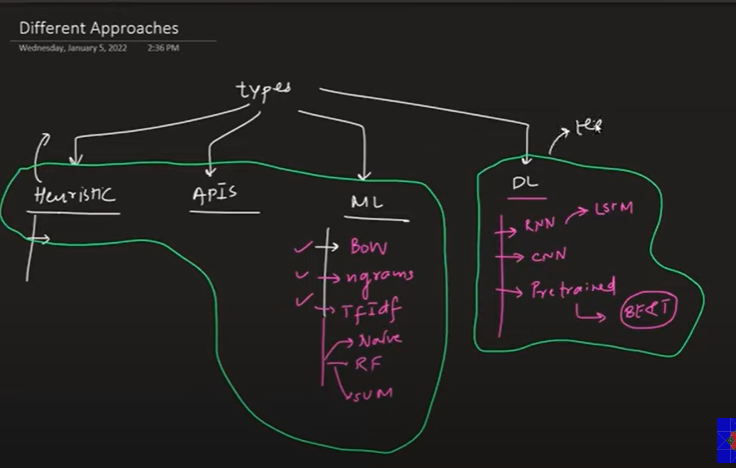 Different Approaches
Wednesday, January 5, 2022 2:36 PM
types
Heuristic
APIs
ML
BOW
ngrams
TfIdf
Naive
RF
SVM
DL
RNN
LSTM
CNN
Pretrained
BERT